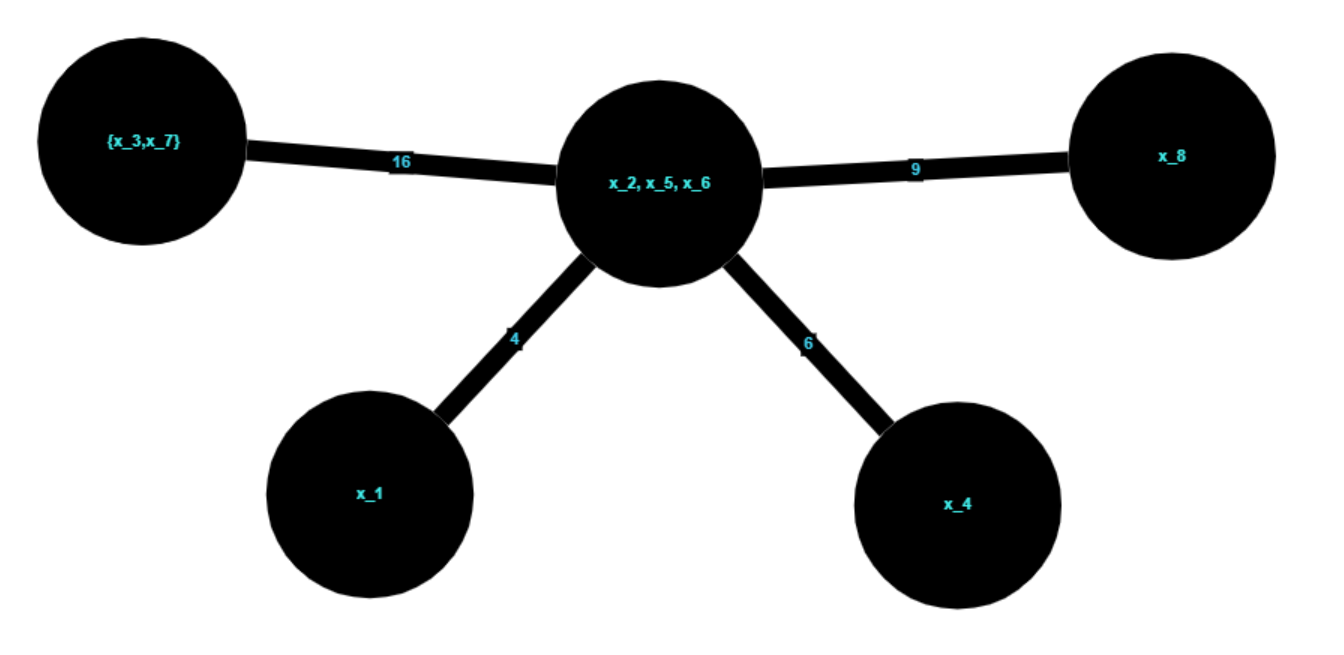 {x_3,x_7}
16
x_2, x_5, x_6
9
x_8
4
6
x_1
x_4